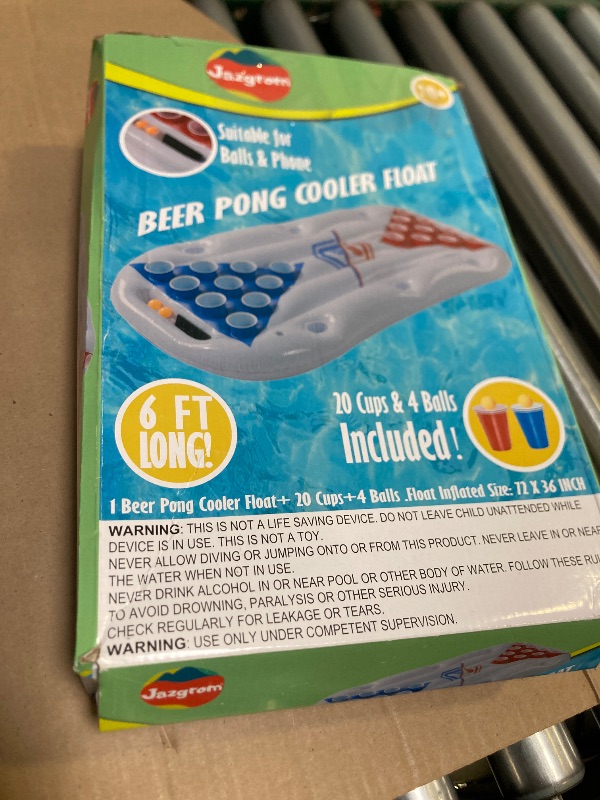 Jazgrom
Suitable for
Balls & Phone
BEER PONG COOLER FLOAT
6 FT
LONG!
20 Cups & 4 Balls
Included!
1 Beer Pong Cooler Float+ 20 Cups+4 Balls .Float Inflated Size: 72 X 36 INCH
WARNING: THIS IS NOT A LIFE SAVING DEVICE. DO NOT LEAVE CHILD UNATTENDED WHILE
DEVICE IS IN USE. THIS IS NOT A TOY.
NEVER ALLOW DIVING OR JUMPING ONTO OR FROM THIS PRODUCT. NEVER LEAVE IN OR NEAR
THE WATER WHEN NOT IN USE.
NEVER DRINK ALCOHOL IN OR NEAR POOL OR OTHER BODY OF WATER. FOLLOW THESE RU
TO AVOID DROWNING, PARALYSIS OR OTHER SERIOUS INJURY.
CHECK REGULARLY FOR LEAKAGE OR TEARS.
WARNING: USE ONLY UNDER COMPETENT SUPERVISION.
Jazgrom